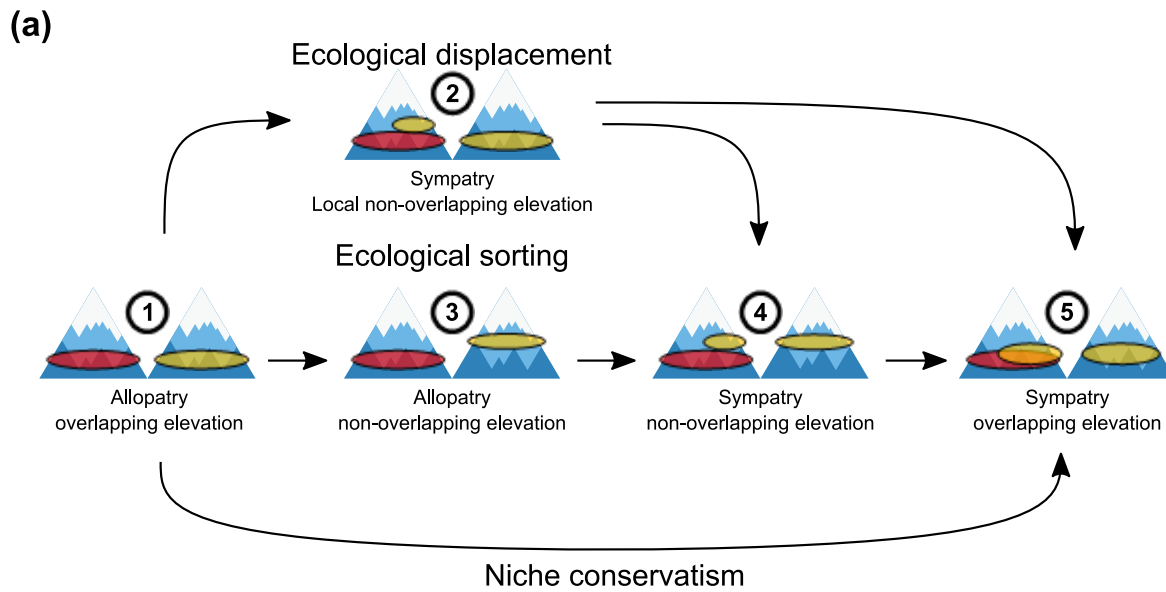 (a)
Ecological displacement
2
Sympatry
Local non-overlapping elevation
Ecological sorting
1
3
4
5
Allopatry
overlapping elevation
Allopatry
non-overlapping elevation
Sympatry
non-overlapping elevation
Sympatry
overlapping elevation
Niche conservatism